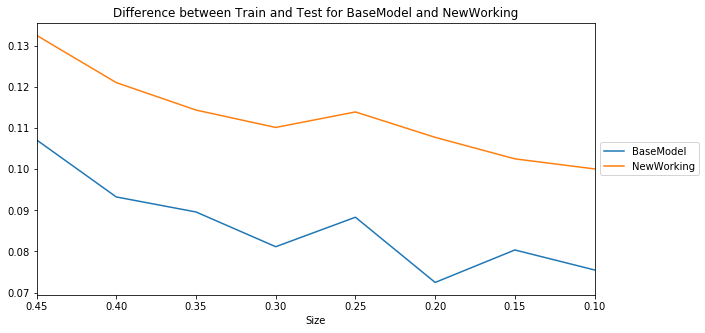 Difference between Train and Test for BaseModel and NewWorking
0.13
0.12
0.11
0.10
0.09
0.08
0.07
BaseModel
NewWorking
0.45 0.40 0.35 0.30 0.25 0.20 0.15 0.10
Size